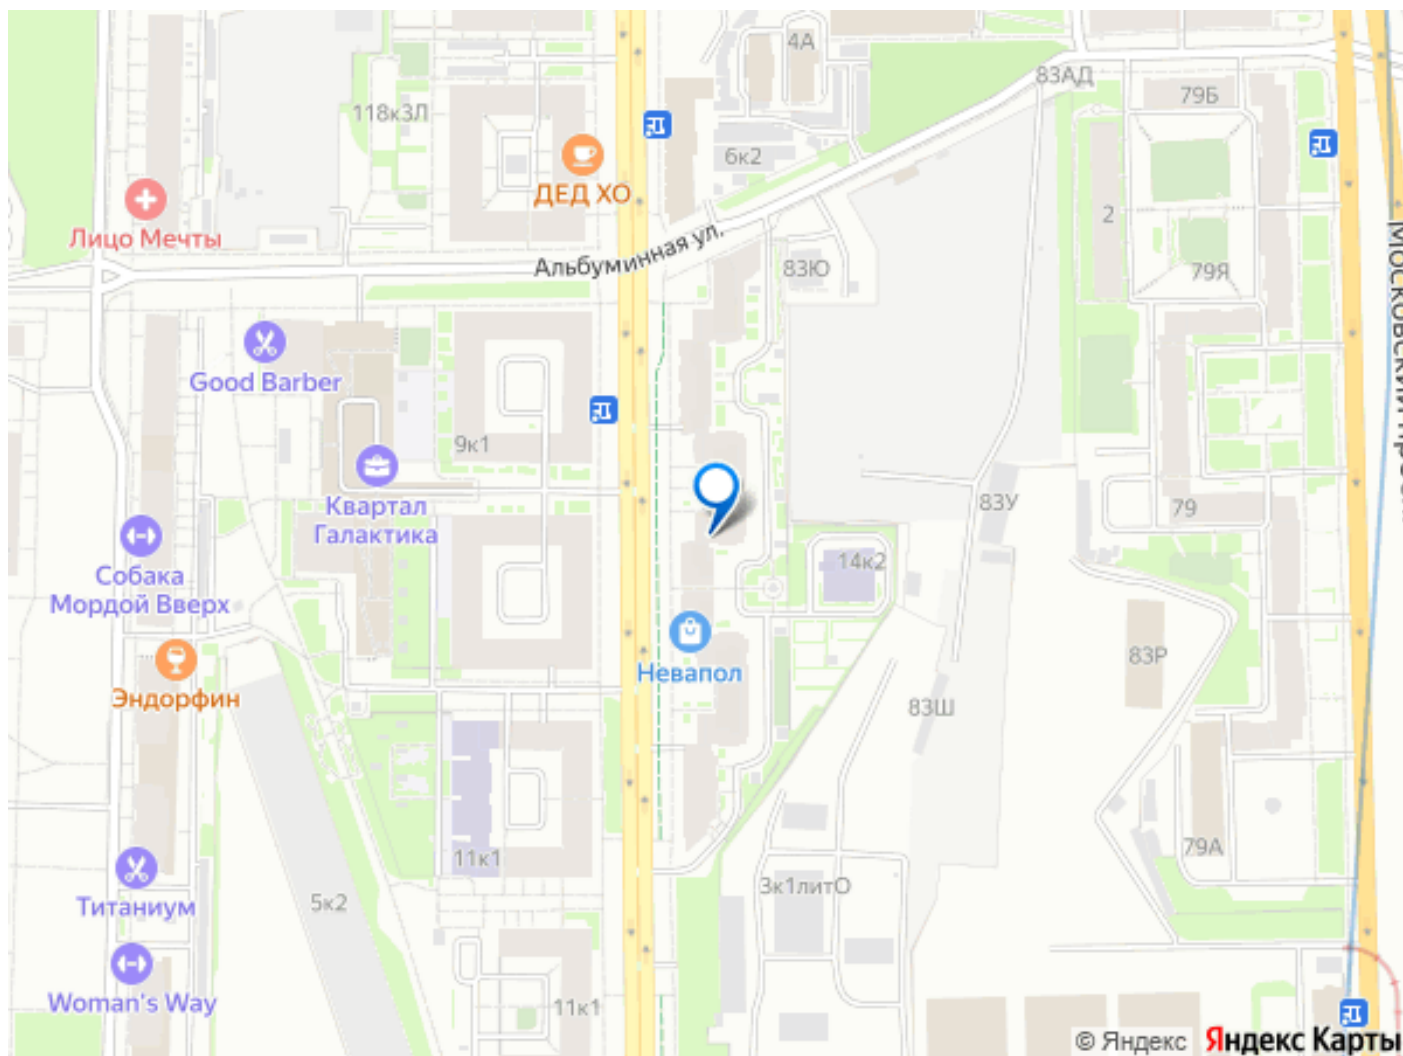 4А
83АД
79Б
118к3Л
6к2
ДЕД ХО
2
Лицо Мечты
Альбуминная ул.
83Ю
79Я
Московский
Good Barber
9к1
Квартал
Галактика
83У
79
14к2
Собака
Мордой Вверх
Невапол
83Р
Эндорфин
83Ш
11к1
79А
5к2
3к1литО
Титаниум
Woman's Way
11к1
© Яндекс Яндекс Карты